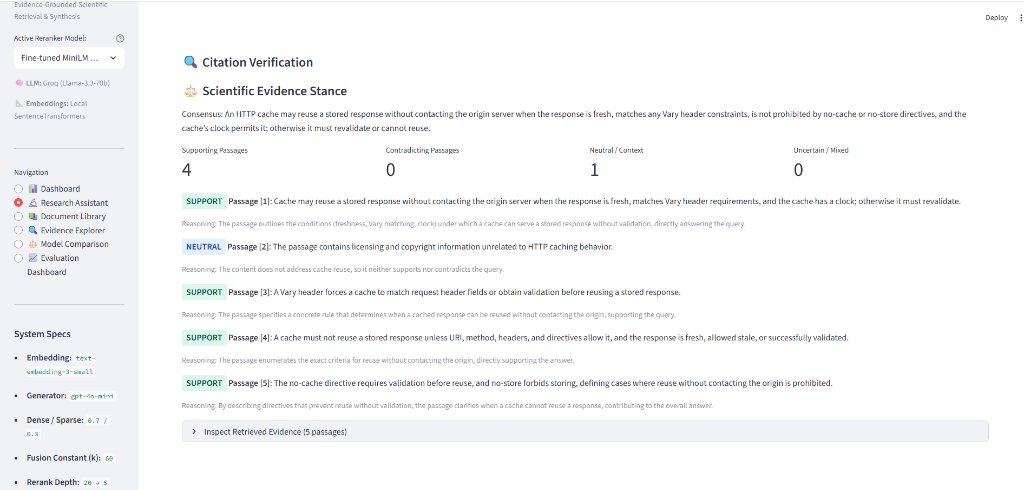 Evidence-Grounded Scientific
Retrieval & Synthesis
Active Reranker Model:
Fine-tuned MiniLM ...
LLM: Groq (Llama-3.3-70b)
Embeddings: Local
SentenceTransformers
Navigation
Dashboard
Research Assistant
Document Library
Evidence Explorer
Model Comparison
Evaluation
Dashboard
System Specs
Embedding: text-
embedding-3-small
Generator: gpt-4o-mini
Dense / Sparse: 0.7 /
0.3
Fusion Constant (k): 60
Rerank Depth: 20 → 5
Deploy
Citation Verification
Scientific Evidence Stance
Consensus: An HTTP cache may reuse a stored response without contacting the origin server when the response is fresh, matches any Vary header constraints, is not prohibited by no-cache or no-store directives, and the
cache's clock permits it; otherwise it must revalidate or cannot reuse.
Supporting Passages
4
Contradicting Passages
0
Neutral / Context
1
Uncertain / Mixed
0
SUPPORT Passage [1]: Cache may reuse a stored response without contacting the origin server when the response is fresh, matches Vary header requirements, and the cache has a clock; otherwise it must revalidate.
Reasoning: The passage outlines the conditions (freshness, Vary matching, clock) under which a cache can serve a stored response without validation, directly answering the query.
NEUTRAL Passage [2]: The passage contains licensing and copyright information unrelated to HTTP caching behavior.
Reasoning: The content does not address cache reuse, so it neither supports nor contradicts the query.
SUPPORT Passage [3]: A Vary header forces a cache to match request header fields or obtain validation before reusing a stored response.
Reasoning: The passage specifies a concrete rule that determines when a cached response can be reused without contacting the origin, supporting the query.
SUPPORT Passage [4]: A cache must not reuse a stored response unless URI, method, headers, and directives allow it, and the response is fresh, allowed stale, or successfully validated.
Reasoning: The passage enumerates the exact criteria for reuse without contacting the origin, directly supporting the answer.
SUPPORT Passage [5]: The no-cache directive requires validation before reuse, and no-store forbids storing, defining cases where reuse without contacting the origin is prohibited.
Reasoning: By describing directives that prevent reuse without validation, the passage clarifies when a cache cannot reuse a response, contributing to the overall answer.
Inspect Retrieved Evidence (5 passages)